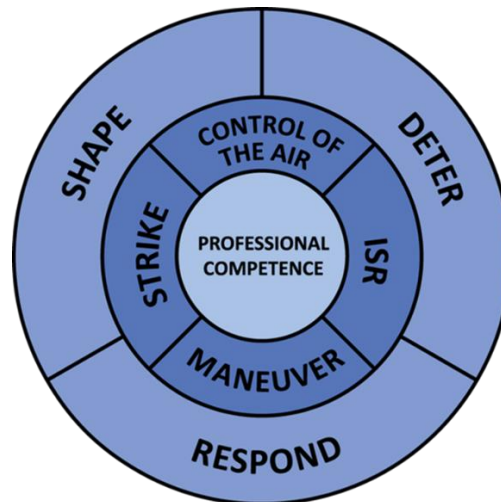 SHAPE
DETER
CONTROL OF
THE AIR
STRIKE
PROFESSIONAL
COMPETENCE
ISR
MANEUVER
RESPOND